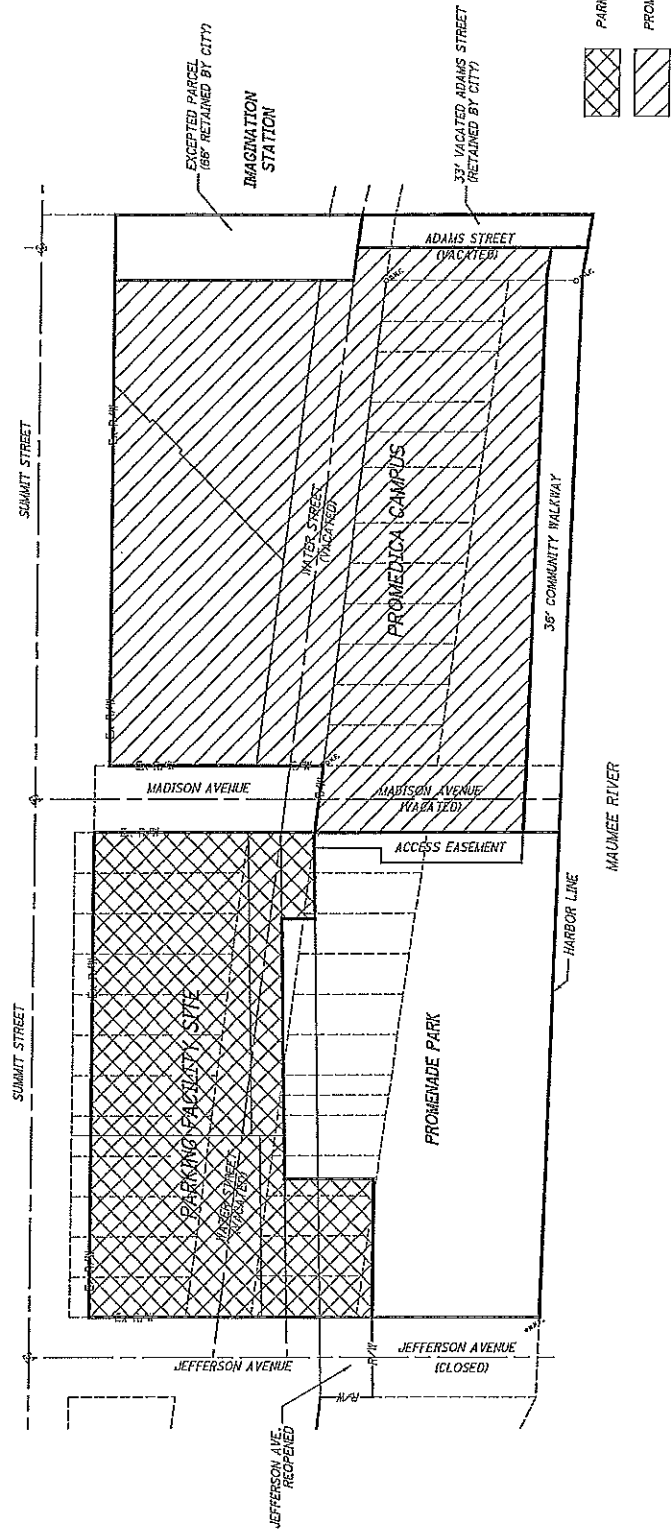 SUMMIT STREET
SUMMIT STREET
EXCEPTED PARCEL
(66' RETAINED BY CITY)
IMAGINATION
STATION
33' VACATED ADAMS STREET
(RETAINED BY CITY)
ADAMS STREET
(VACATED)
WATER STREET
(VACATED)
PROMEDICA CAMPUS
36' COMMUNITY WALKWAY
MADISON AVENUE
MADISON AVENUE
(VACATED)
ACCESS EASEMENT
MAUMEE RIVER
HARBOR LINE
PARKING FACILITY SITE
WATER STREET
(VACATED)
PROMENADE PARK
JEFFERSON AVENUE
R/W
R/W
JEFFERSON AVENUE
(CLOSED)
JEFFERSON AVE.
REOPENED
PARK
PROM